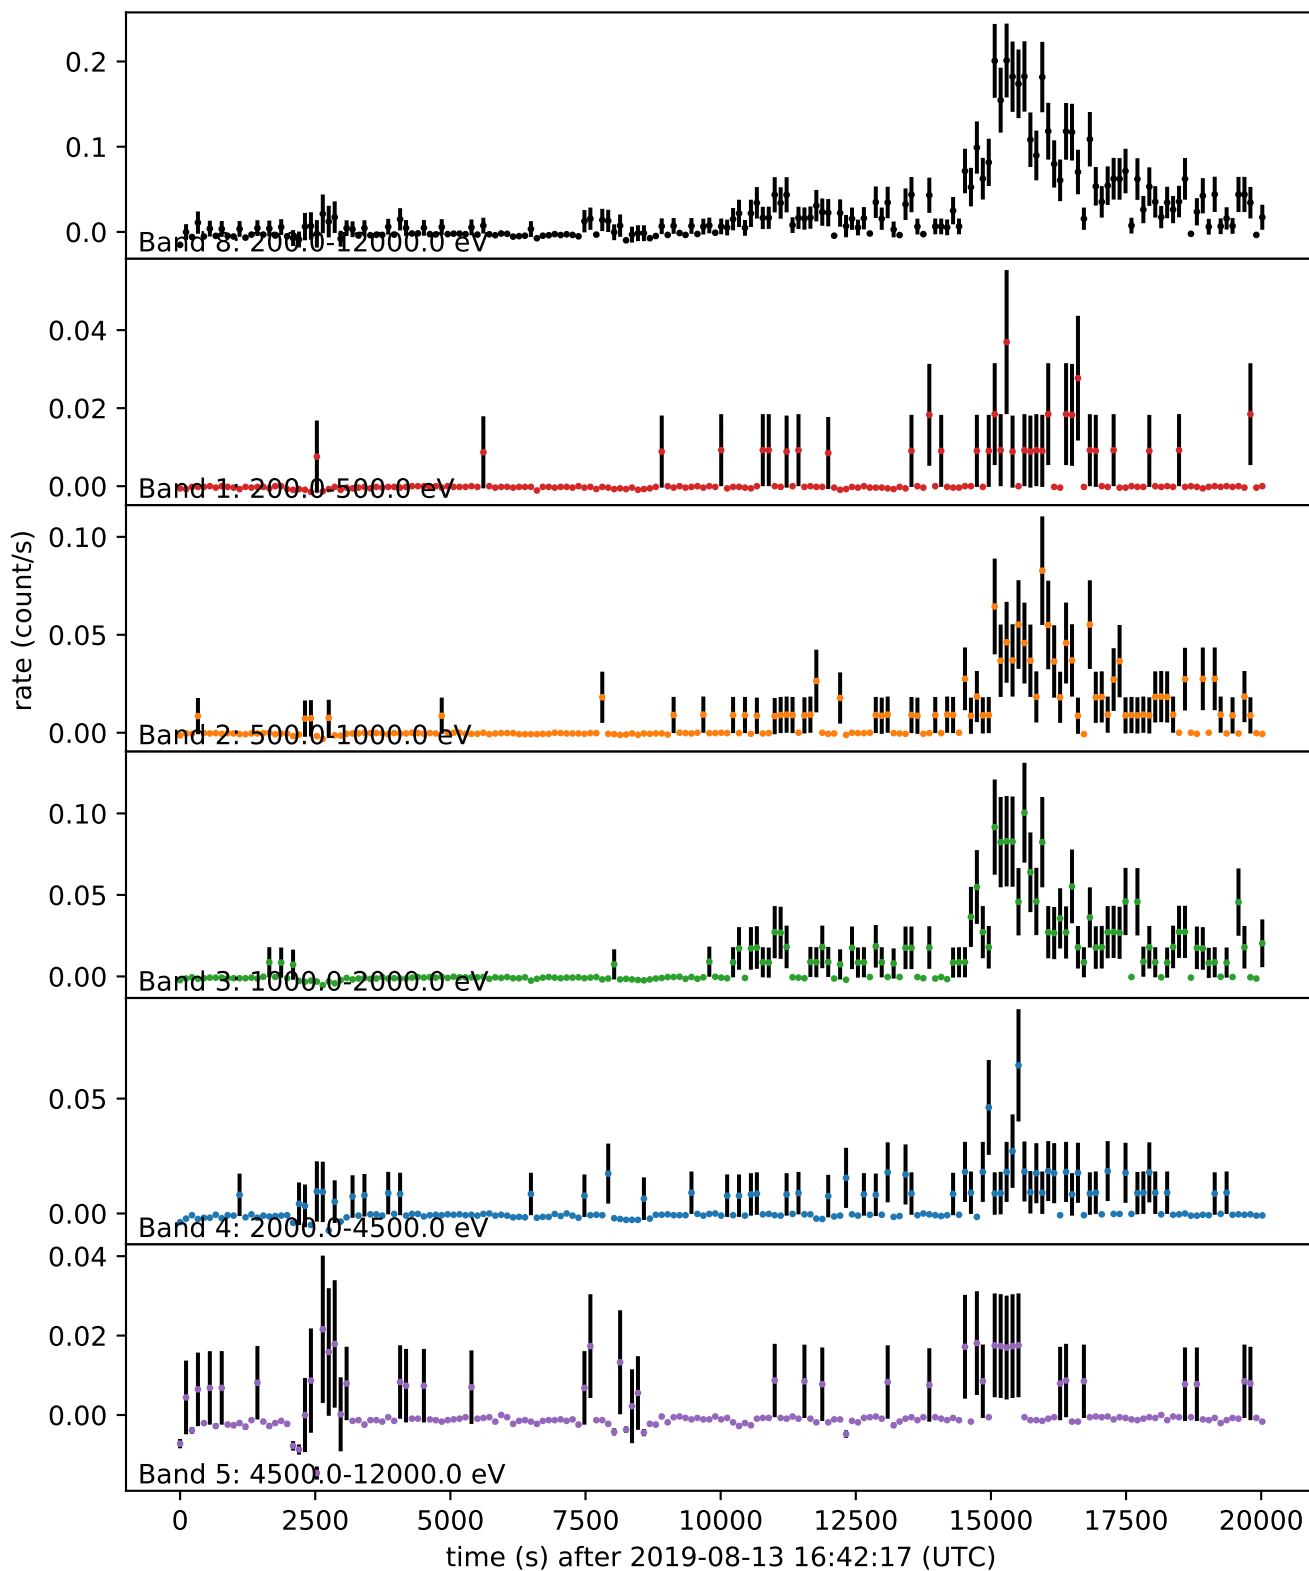 0.2
0.1
0.0
Band 8: 200.0-12000.0 eV
0.04
0.02
0.00
Band 1: 200.0-500.0 eV
rate (count/s)
0.10
0.05
0.00
Band 2: 500.0-1000.0 eV
0.10
0.05
0.00
Band 3: 1000.0-2000.0 eV
0.05
0.00
Band 4: 2000.0-4500.0 eV
0.04
0.02
0.00
Band 5: 4500.0-12000.0 eV
0 2500 5000 7500 10000 12500 15000 17500 20000
time (s) after 2019-08-13 16:42:17 (UTC)